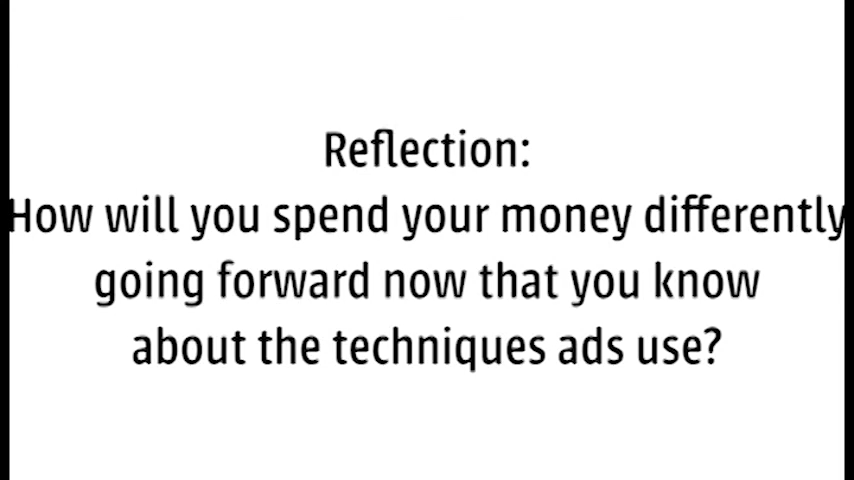 Reflection:
How will you spend your money differently
going forward now that you know
about the techniques ads use?